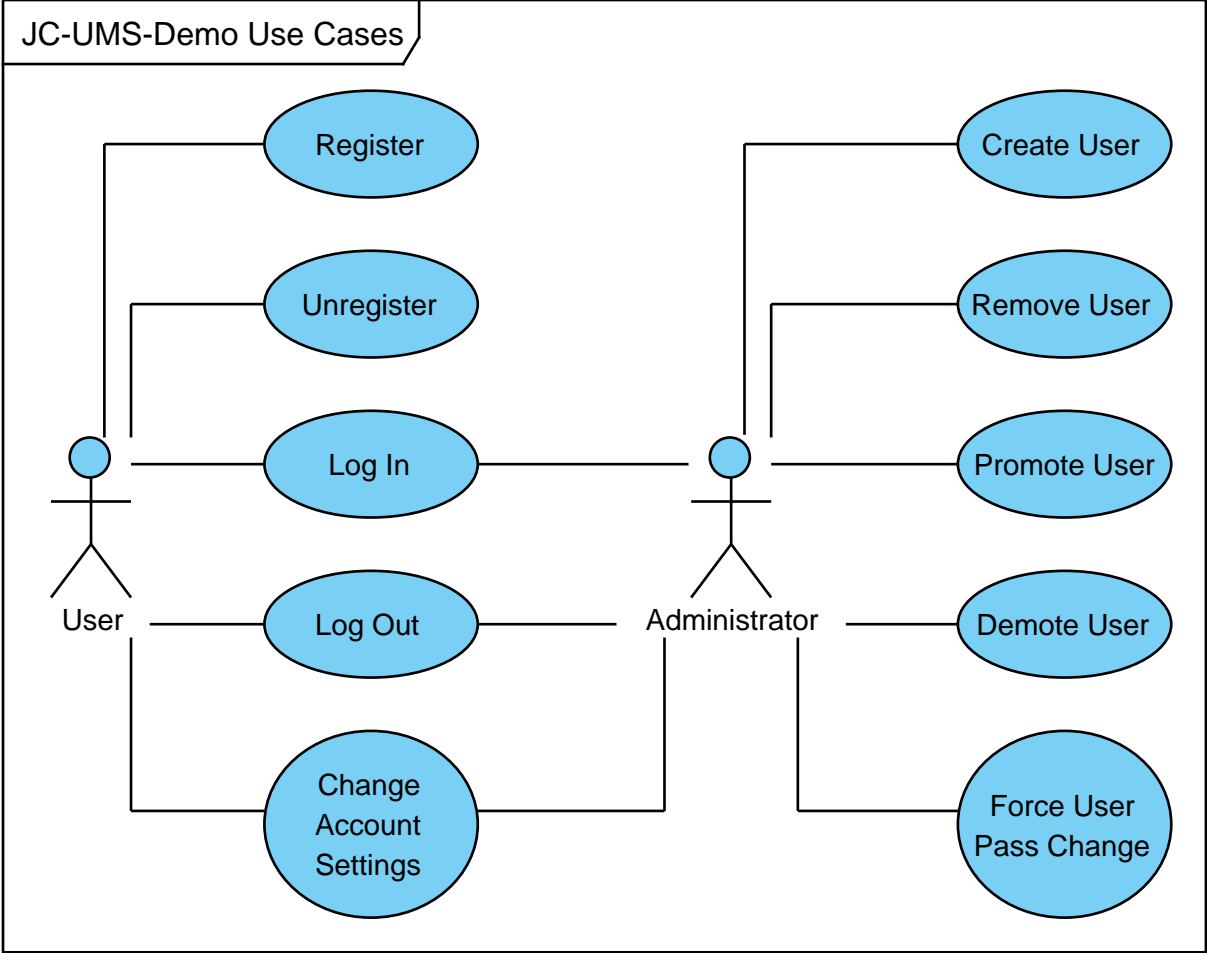 JC-UMS-Demo Use Cases
Register
Create User
Unregister
Remove User
Log In
Promote User
User
Log Out
Administrator
Demote User
Change
Account
Settings
Force User
Pass Change